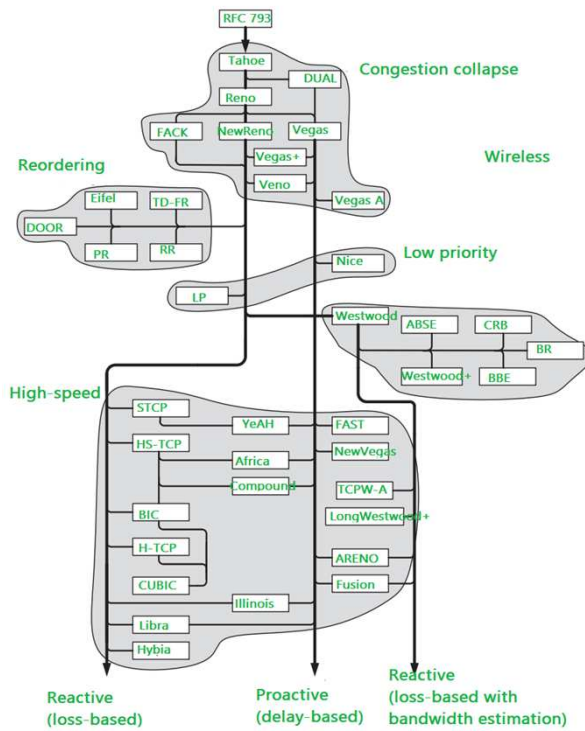 RFC 793
Tahoe
DUAL
Congestion collapse
Reno
FACK
NewReno
Vegas
Wireless
Vegas+
Reordering
Veno
Eifel
TD-FR
Vegas A
DOOR
PR
RR
Low priority
Nice
LP
Westwood
ABSE
CRB
BR
Westwood+
BBE
High-speed
STCP
YeAH
FAST
HS-TCP
NewVegas
Africa
Compound
TCPW-A
BIC
LongWestwood+
H-TCP
ARENO
CUBIC
Fusion
Illinois
Libra
Hybia
Reactive
(loss-based)
Proactive
(delay-based)
Reactive
(loss-based with
bandwidth estimation)